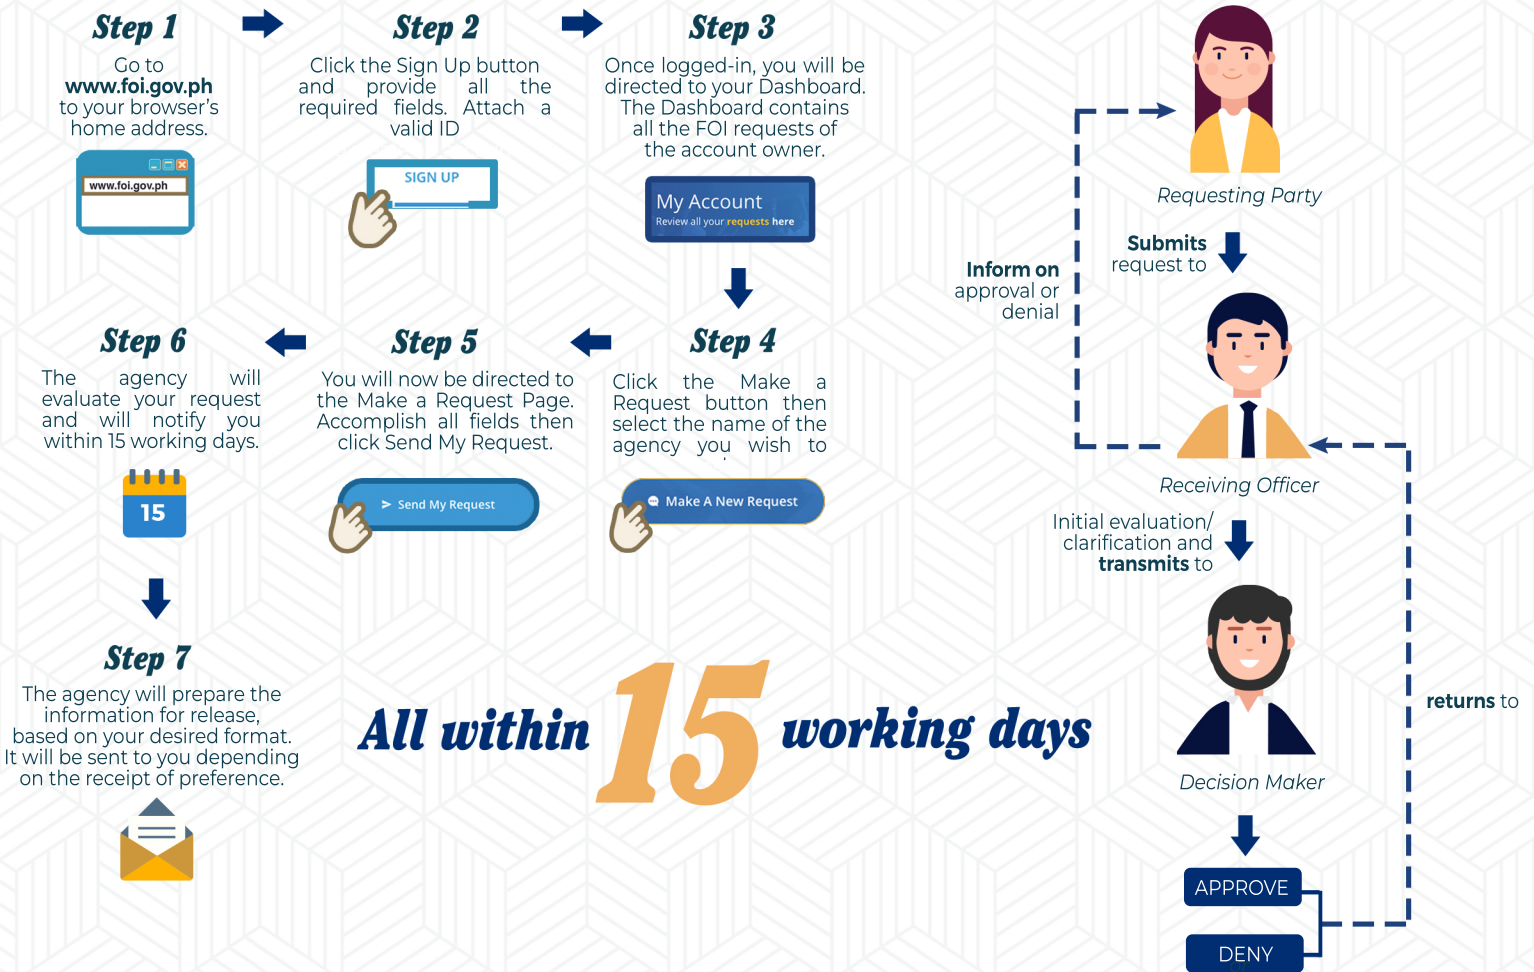 Step 1
Go to
www.foi.gov.ph
to your browser's
home address.
www.foi.gov.ph
Step 2
Click the Sign Up button
and provide all the
required fields. Attach a
valid ID
SIGN UP
Step 3
Once logged-in, you will be
directed to your Dashboard.
The Dashboard contains
all the FOI requests of
the account owner.
My Account
Review all your requests here
Step 4
Click the Make a
Request button then
select the name of the
agency you wish to
Make A New Request
Step 5
You will now be directed to
the Make a Request Page.
Accomplish all fields then
click Send My Request.
Send My Request
Step 6
The agency will
evaluate your request
and will notify you
within 15 working days.
15
Step 7
The agency will prepare the
information for release,
based on your desired format.
It will be sent to you depending
on the receipt of preference.
All within 15 working days
Requesting Party
Submits
request to
Inform on
approval or
denial
Receiving Officer
Initial evaluation/
clarification and
transmits to
Decision Maker
returns to
APPROVE
DENY